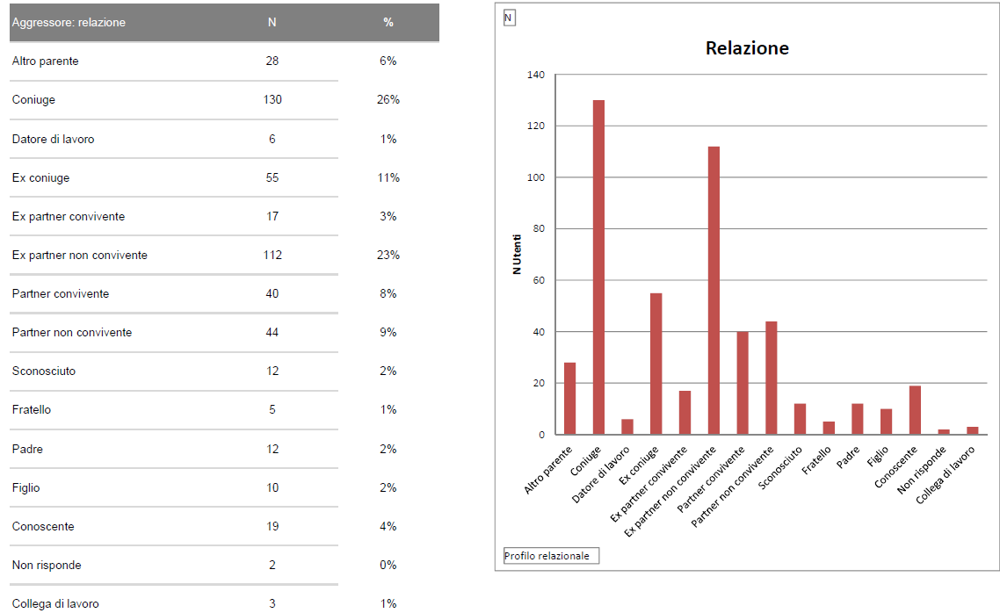 Aggressore: relazione N %
Altro parente 28 6%
Coniuge 130 26%
Datore di lavoro 6 1%
Ex coniuge 55 11%
Ex partner convivente 17 3%
Ex partner non convivente 112 23%
Partner convivente 40 8%
Partner non convivente 44 9%
Sconosciuto 12 2%
Fratello 5 1%
Padre 12 2%
Figlio 10 2%
Conoscente 19 4%
Non risponde 2 0%
Collega di lavoro 3 1%
N
Relazione
N Utenti
140
120
100
80
60
40
20
0
Altro parente
Coniuge
Datore di lavoro
Ex coniuge
Ex partner convivente
Ex partner non convivente
Partner convivente
Partner non convivente
Sconosciuto
Fratello
Padre
Figlio
Conoscente
Non risponde
Collega di lavoro
Profilo relazionale